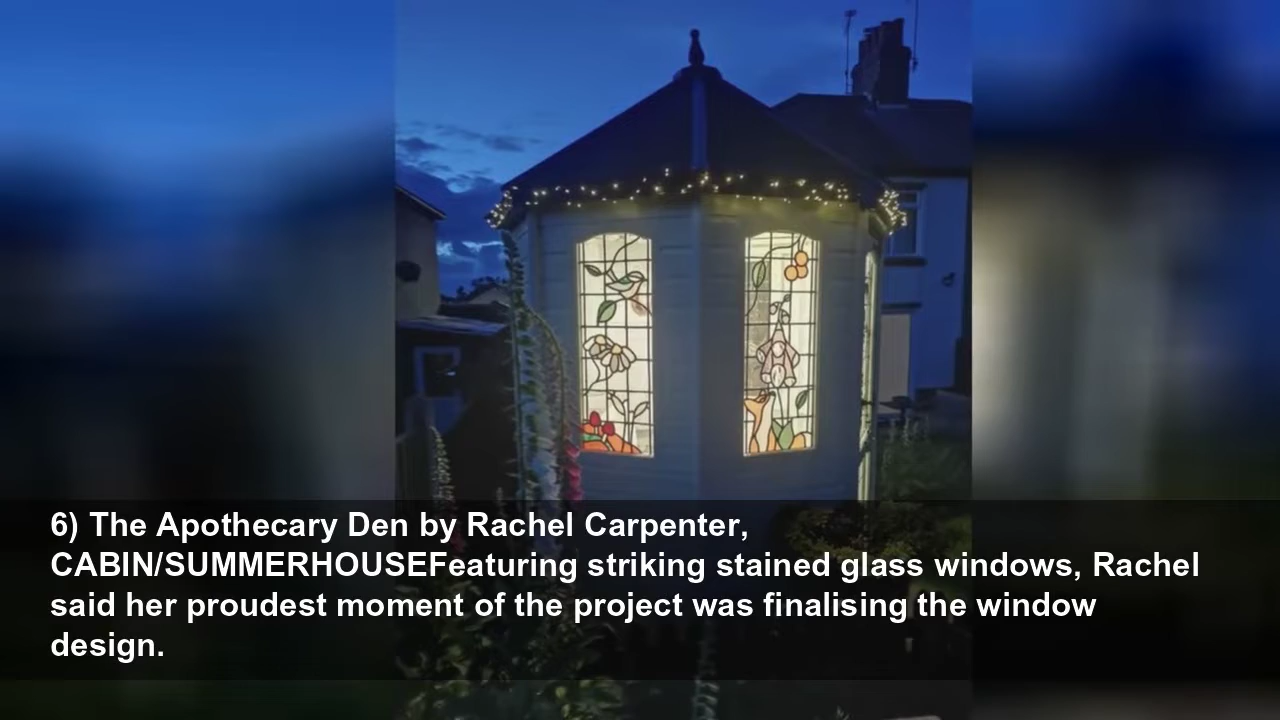 6) The Apothecary Den by Rachel Carpenter,
CABIN/SUMMERHOUSEFeaturing striking stained glass windows, Rachel
said her proudest moment of the project was finalising the window
design.